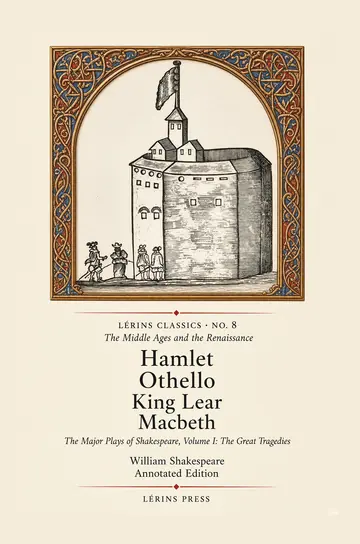 LÉRINS CLASSICS · NO. 8
The Middle Ages and the Renaissance
Hamlet
Othello
King Lear
Macbeth
The Major Plays of Shakespeare, Volume I: The Great Tragedies
William Shakespeare
Annotated Edition
LÉRINS PRESS